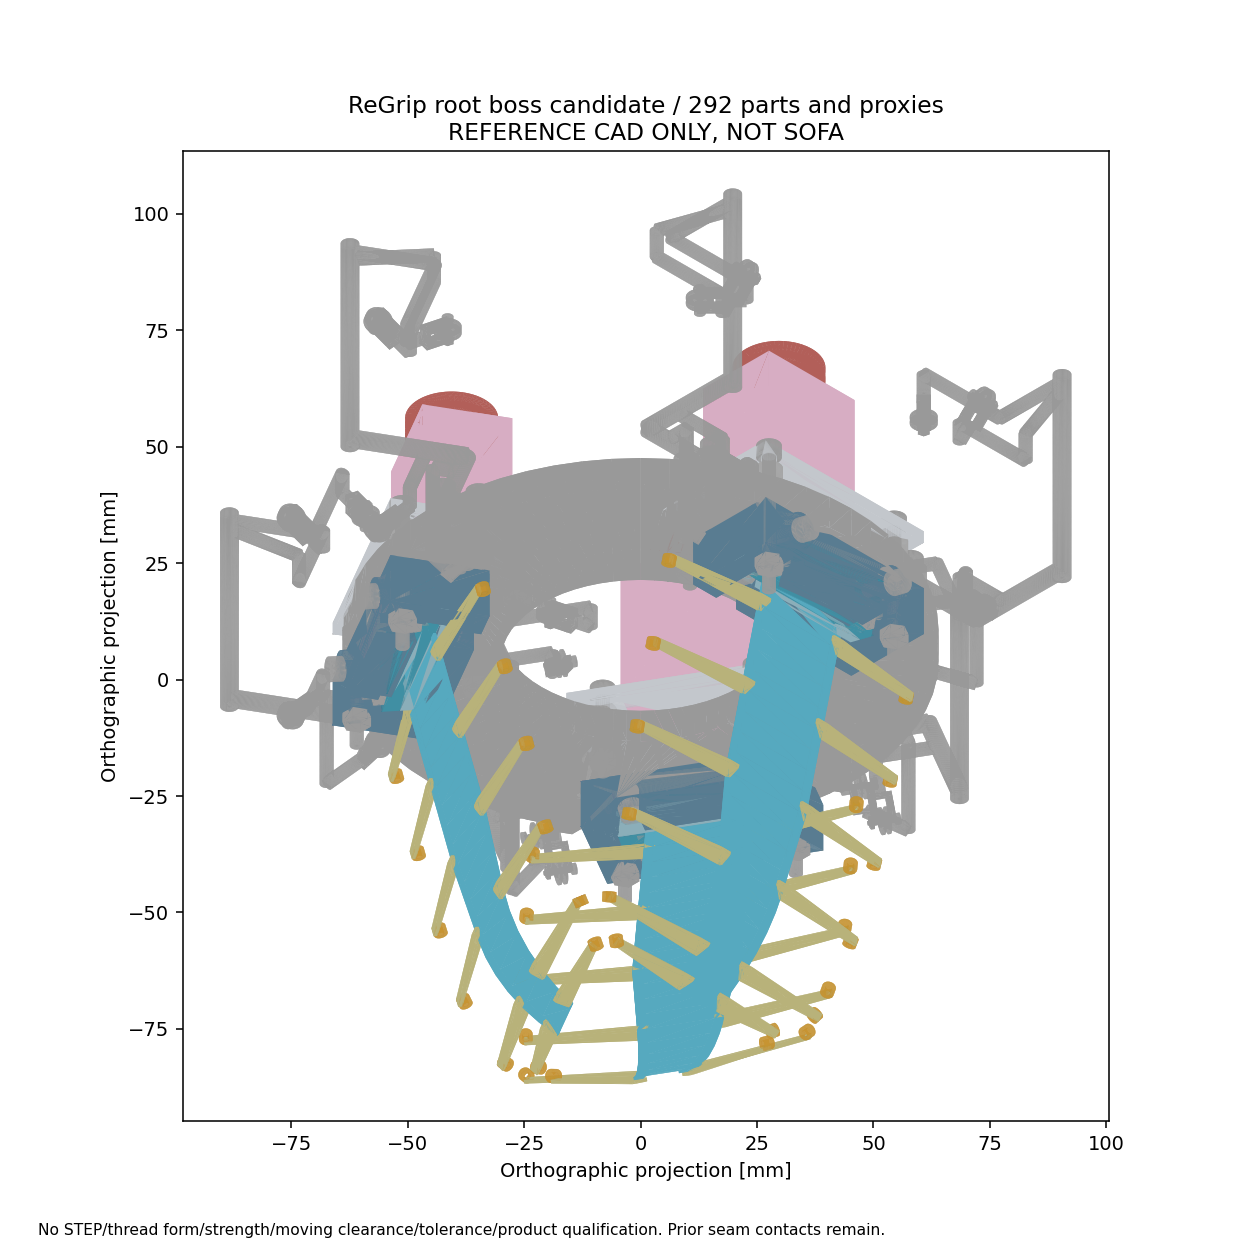 ReGrip root boss candidate / 292 parts and proxies
REFERENCE CAD ONLY, NOT SOFA
100
75
50
25
0
−25
−50
−75
Orthographic projection [mm]
−75 −50 −25 0 25 50 75 100
Orthographic projection [mm]
No STEP/thread form/strength/moving clearance/tolerance/product qualification. Prior seam contacts remain.